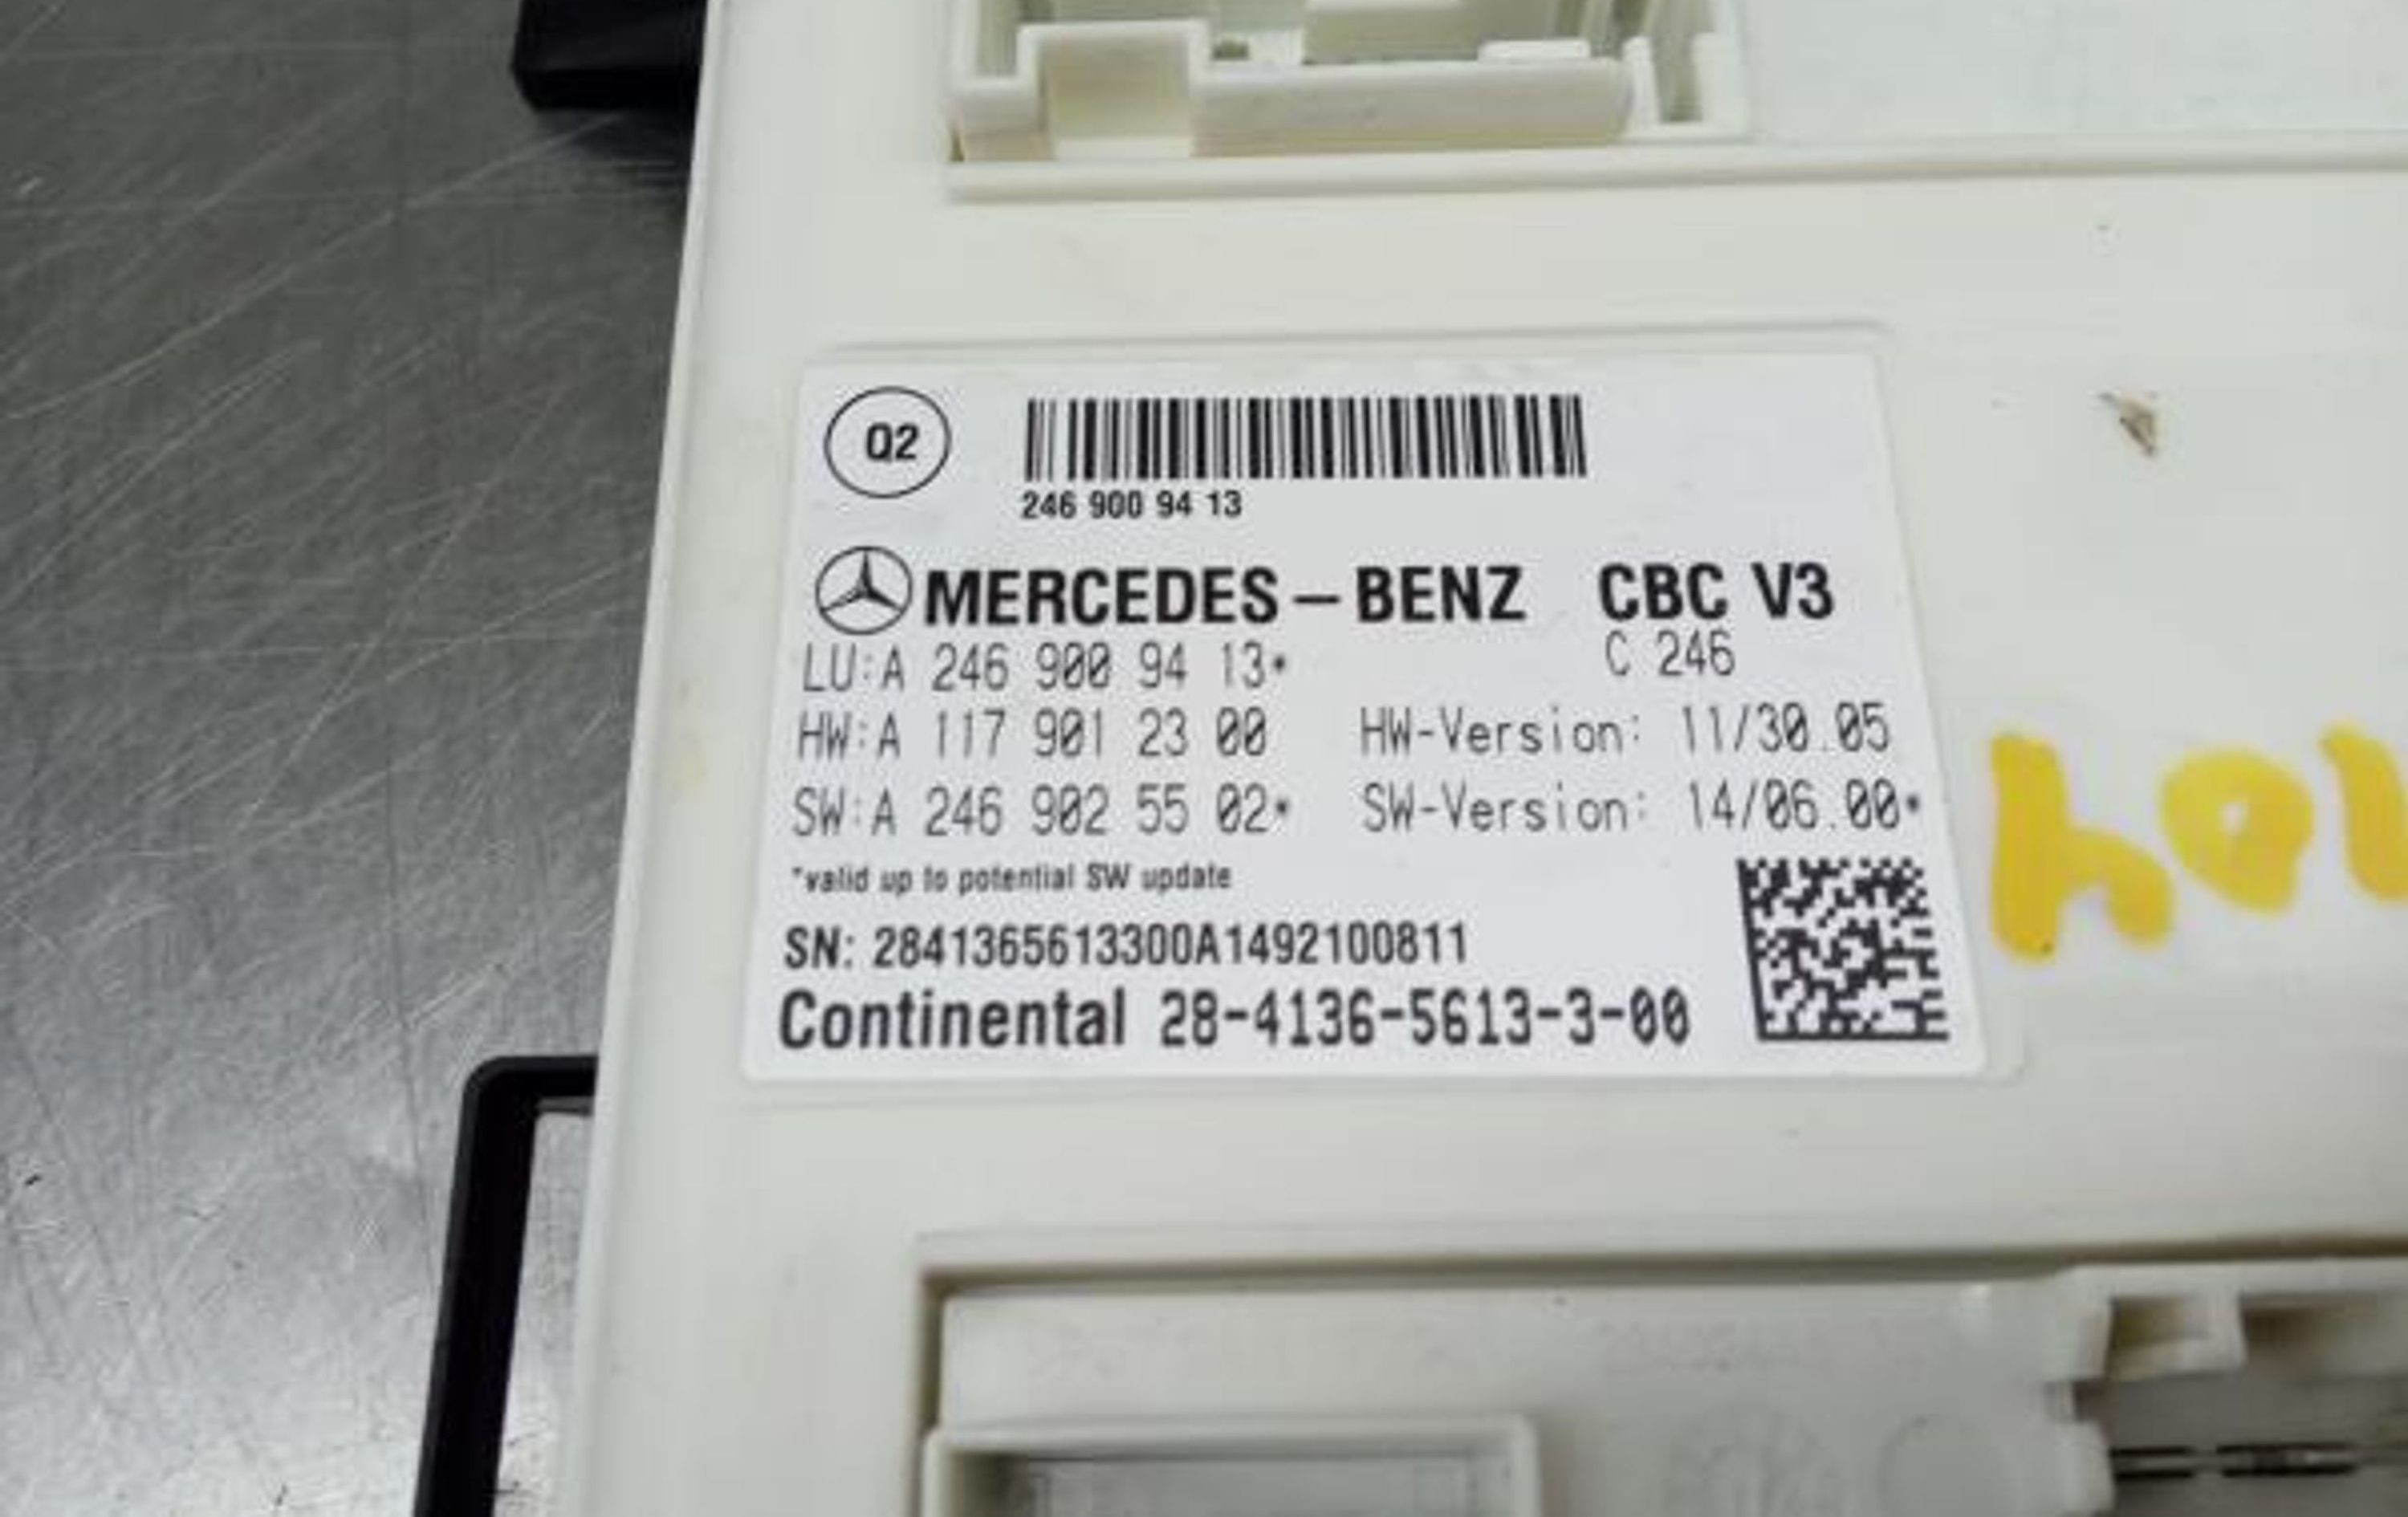 Q2
246 900 94 13
MERCEDES-BENZ CBC V3
LU:A 246 900 94 13* C 246
HW:A 117 901 23 00 HW-Version: 11/30.05
SW:A 246 902 55 02* SW-Version: 14/06.00*
*valid up to potential SW update
SN: 2841365613300A1492100811
Continental 28-4136-5613-3-00